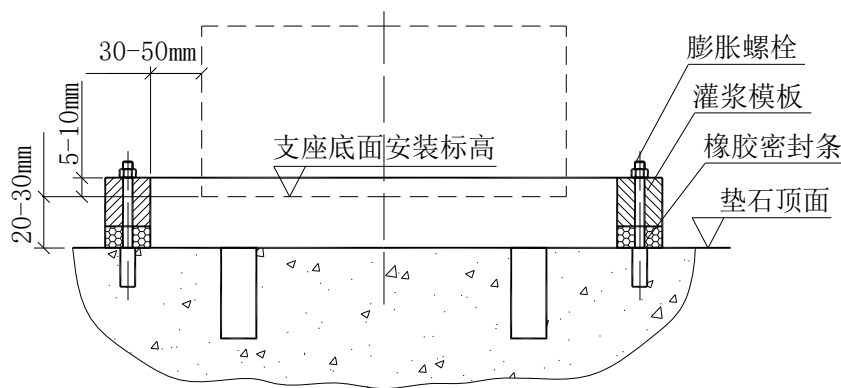 30-50mm
膨胀螺栓
灌浆模板
5-10mm
支座底面安装标高
橡胶密封条
20-30mm
垫石顶面